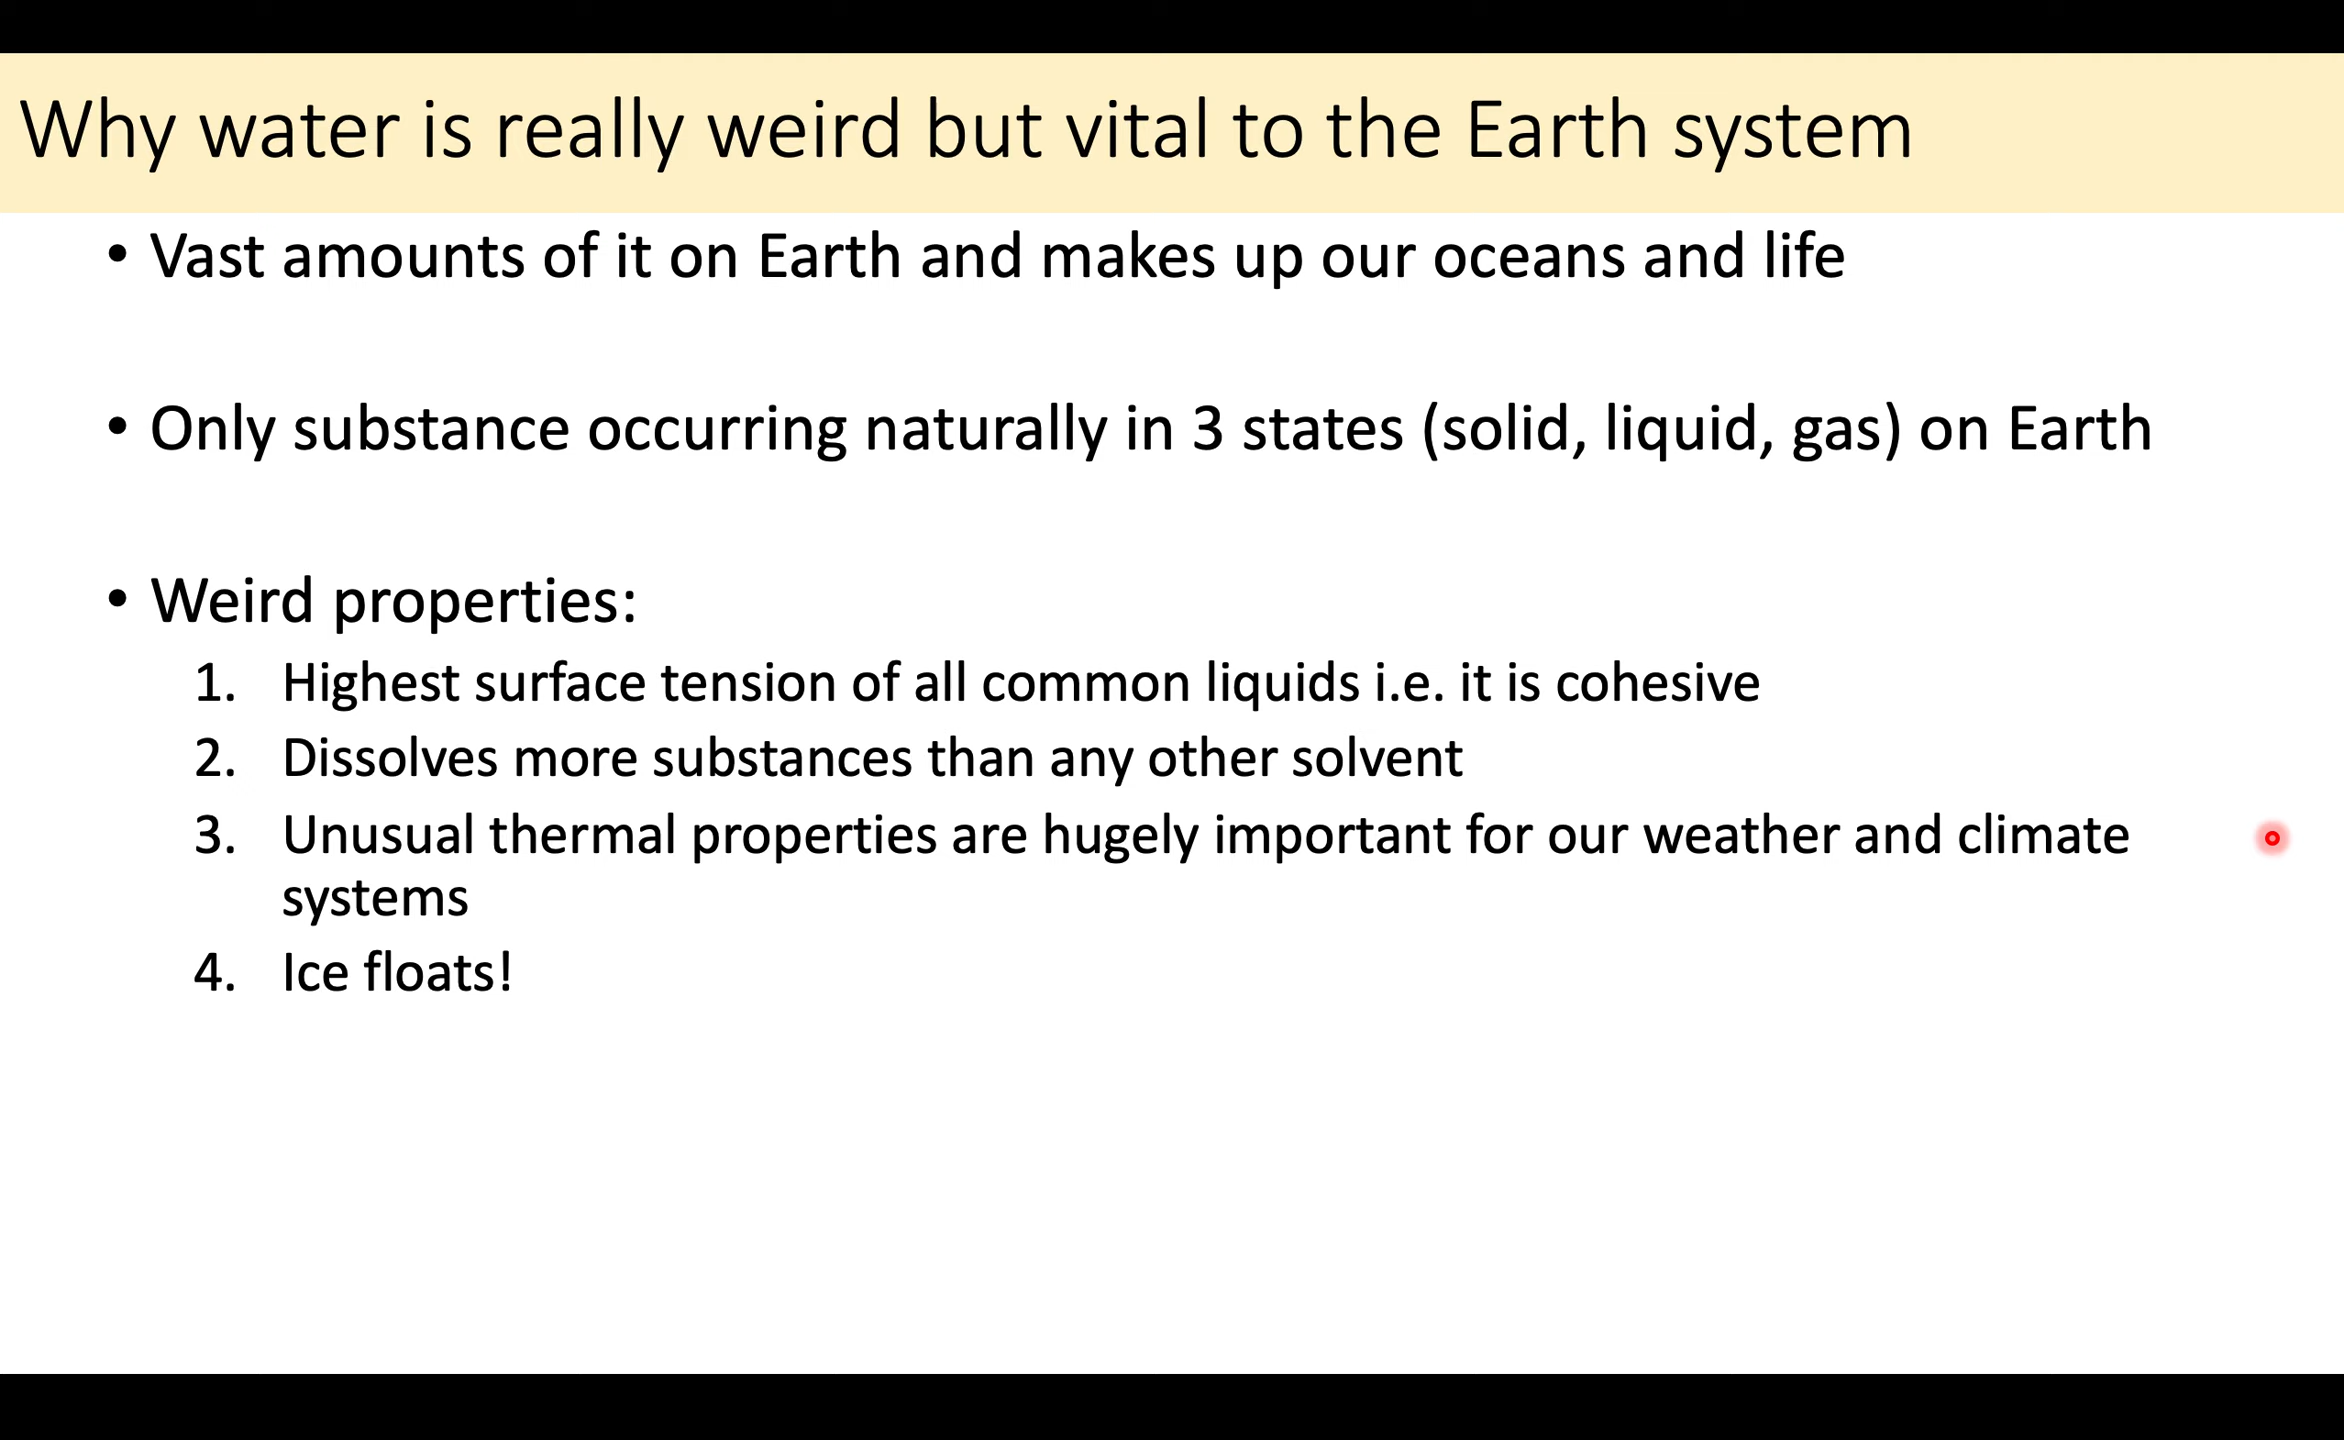 Why water is really weird but vital to the Earth system
• Vast amounts of it on Earth and makes up our oceans and life
• Only substance occurring naturally in 3 states (solid, liquid, gas) on Earth
• Weird properties:
1. Highest surface tension of all common liquids i.e. it is cohesive
2. Dissolves more substances than any other solvent
3. Unusual thermal properties are hugely important for our weather and climate
systems
4. Ice floats!